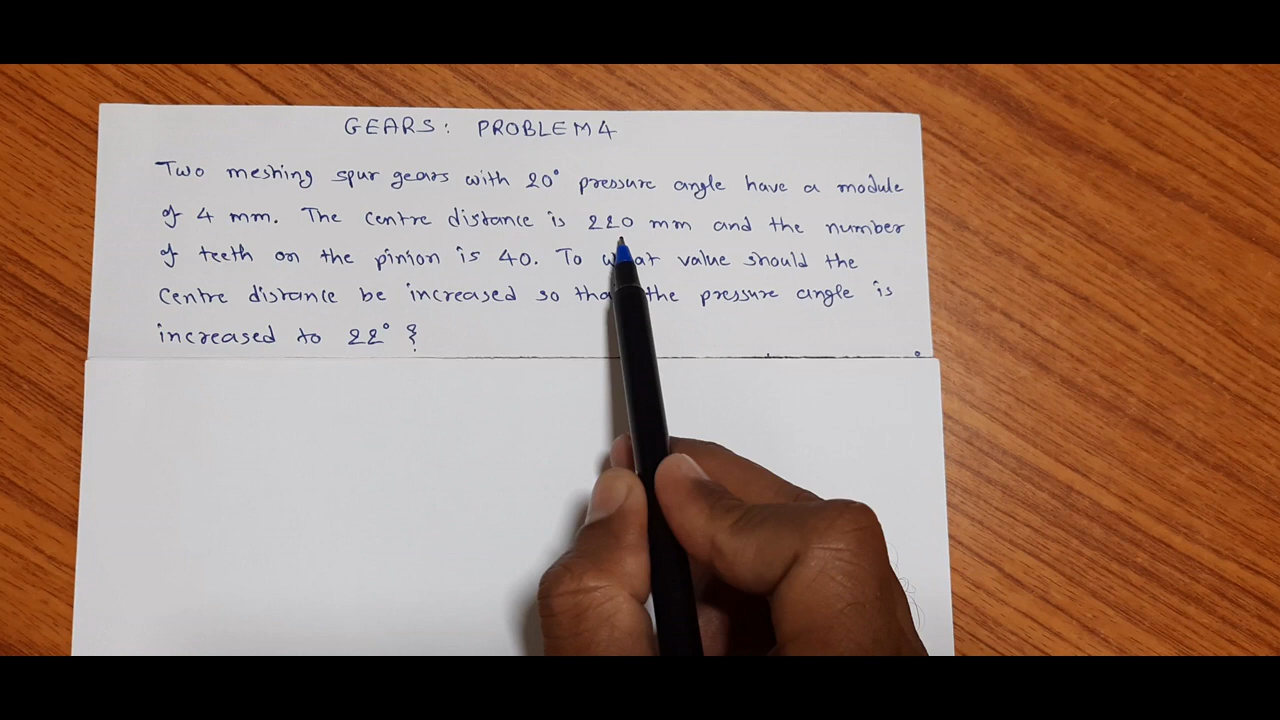 GEARS: PROBLEM 4
Two meshing spur gears with 20° pressure angle have a module
of 4 mm. The centre distance is 220 mm and the number
of teeth on the pinion is 40. To what value should the
centre distance be increased so that the pressure angle is
increased to 22° ?